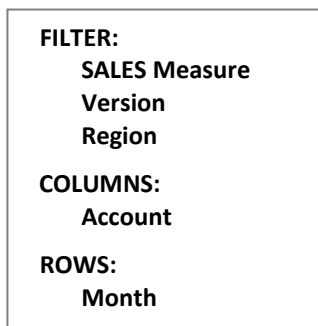 FILTER:
SALES Measure
Version
Region
COLUMNS:
Account
ROWS:
Month